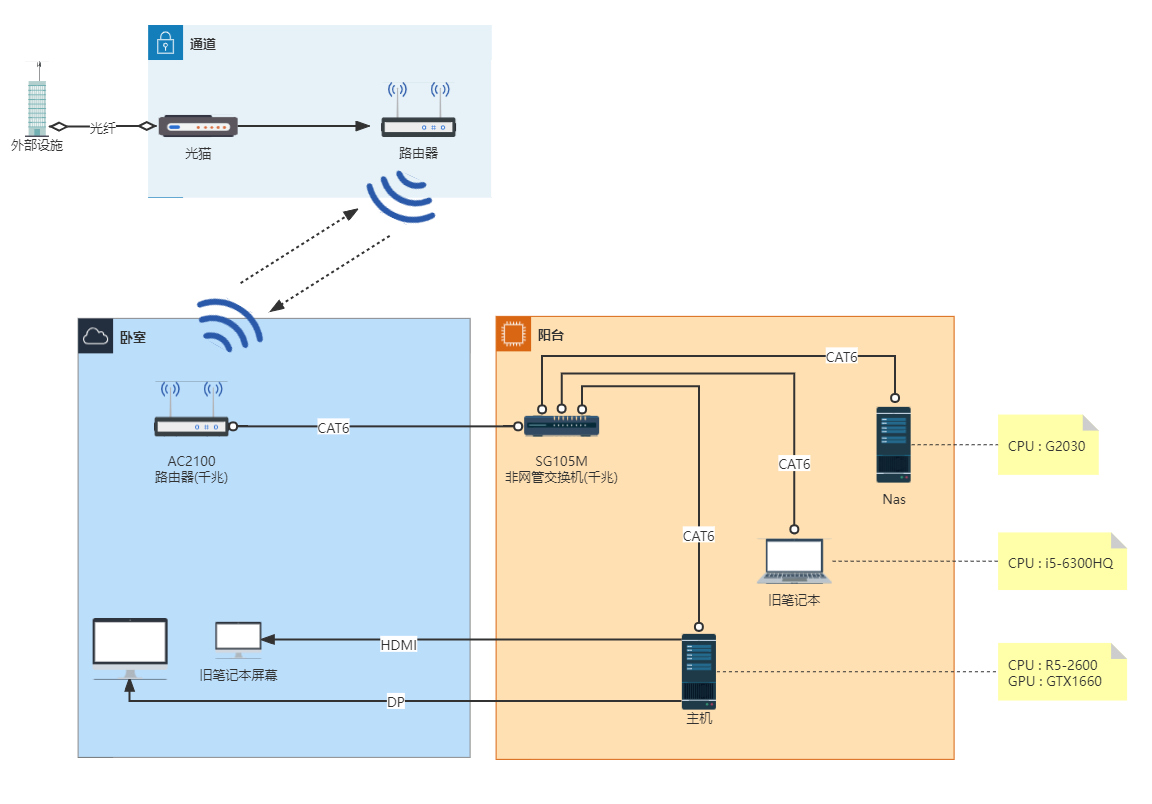 通道
外部设施
光纤
光猫
路由器
卧室
阳台
CAT6
CAT6
AC2100
路由器(千兆)
SG105M
非网管交换机(千兆)
CPU : G2030
CAT6
Nas
CAT6
CPU : i5-6300HQ
旧笔记本
HDMI
旧笔记本屏幕
CPU : R5-2600
GPU : GTX1660
DP
主机